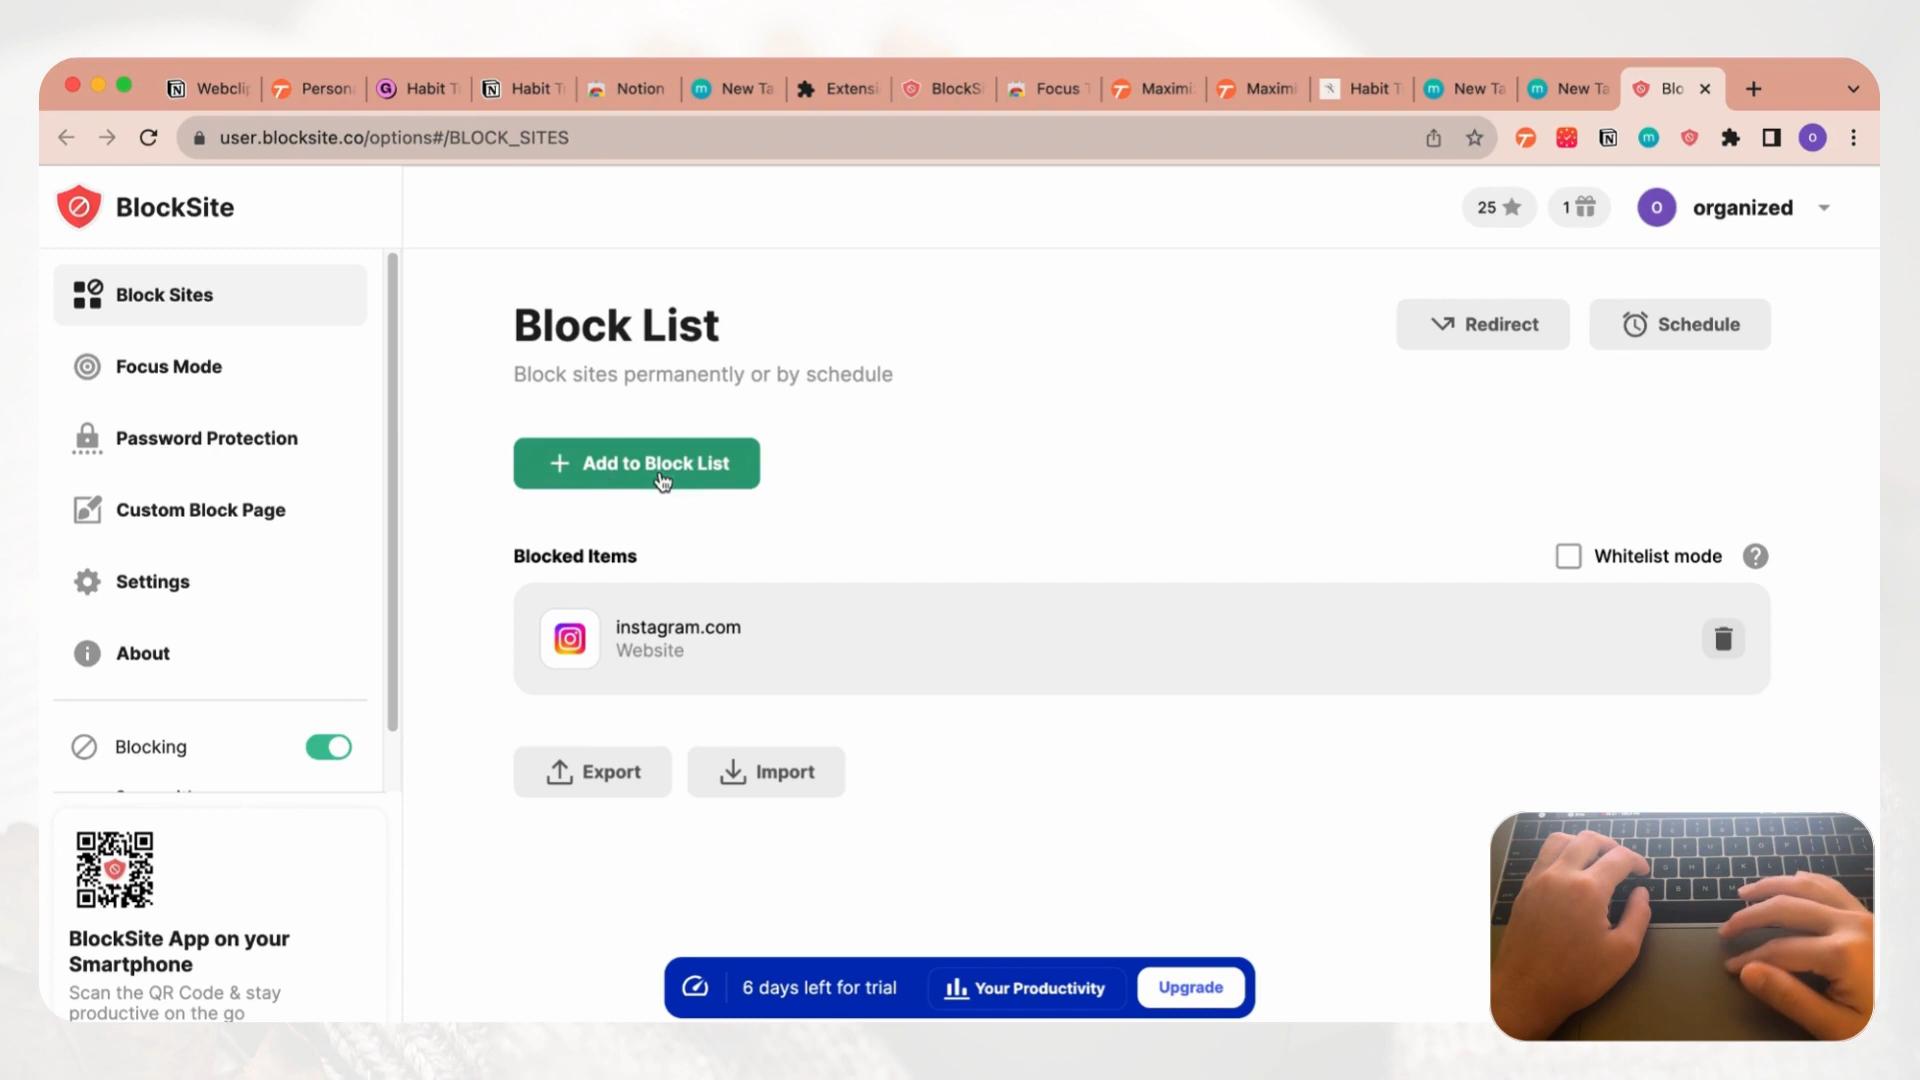 Webcli
Person
Habit T
Habit T
Notion
New Ta
Extensi
BlockS
Focus T
Maximi
Maximi
Habit T
New Ta
New Ta
Blo
user.blocksite.co/options#/BLOCK_SITES
BlockSite
25
1
O
organized
Block Sites
Focus Mode
Password Protection
Custom Block Page
Settings
About
Blocking
Block List
Block sites permanently or by schedule
Redirect
Schedule
+ Add to Block List
Blocked Items
Whitelist mode
?
instagram.com
Website
Export
Import
BlockSite App on your
Smartphone
Scan the QR Code & stay
productive on the go
6 days left for trial
Your Productivity
Upgrade